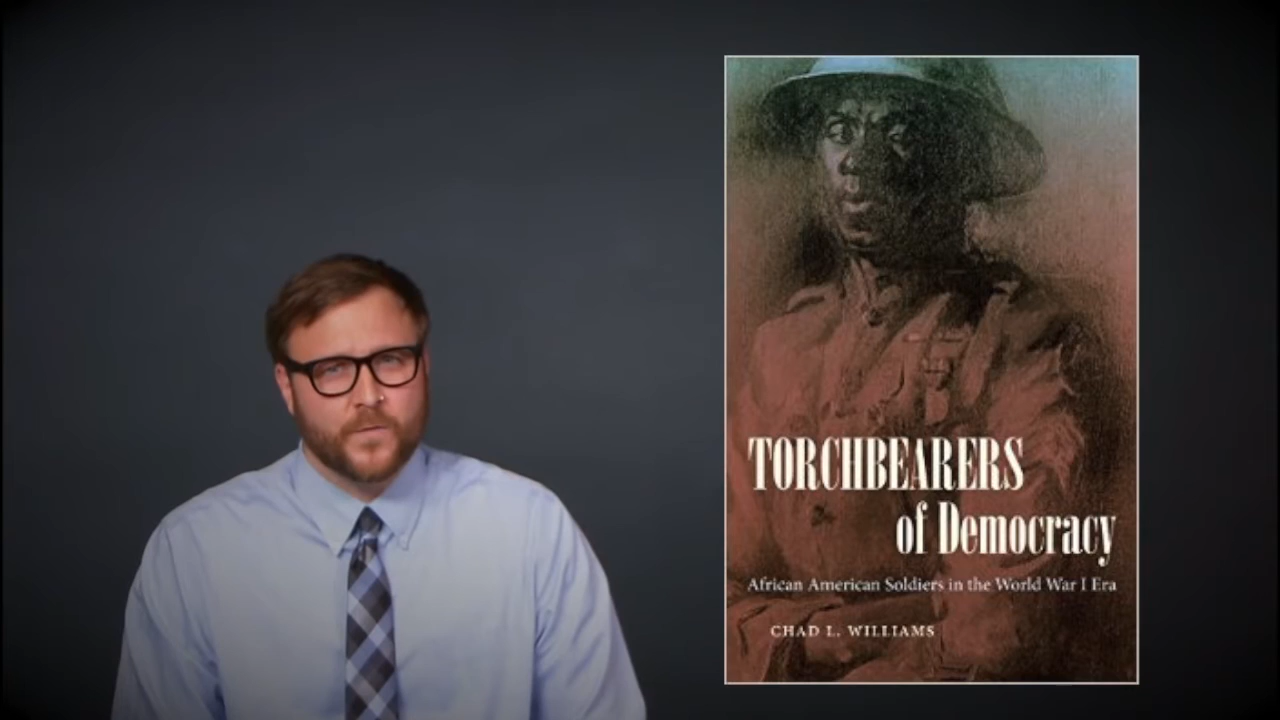 TORCHBEARERS
of Democracy
African American Soldiers in the World War I Era
CHAD L. WILLIAMS